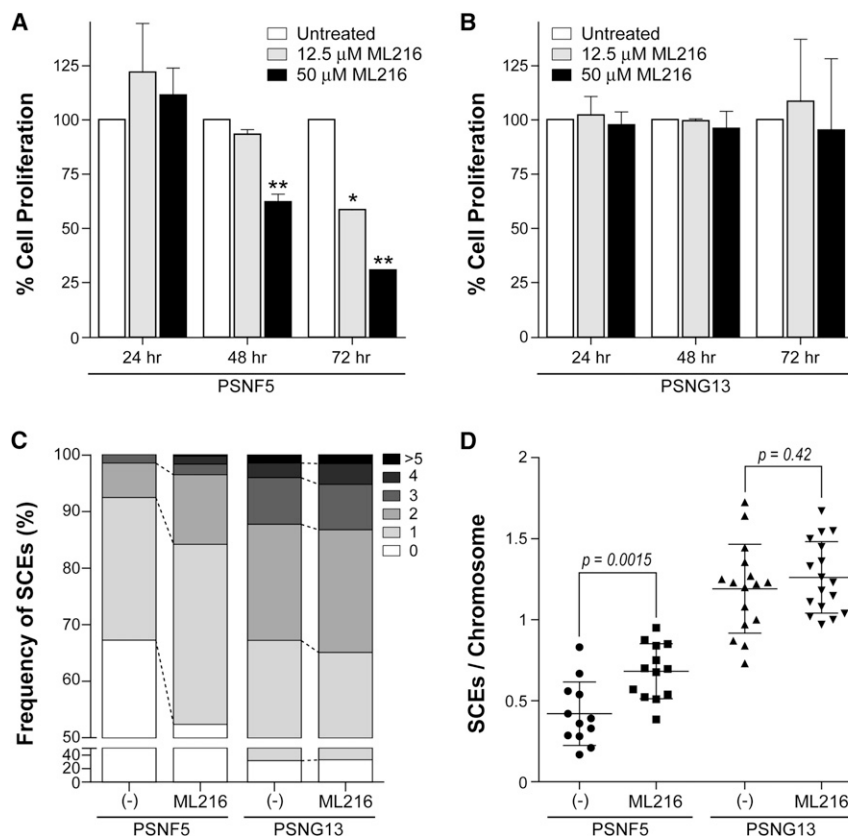 A
Untreated
12.5 μM ML216
50 μM ML216
% Cell Proliferation
125
100
75
50
25
0
**
*
**
24 hr
48 hr
72 hr
PSNF5
B
Untreated
12.5 μM ML216
50 μM ML216
% Cell Proliferation
125
100
75
50
25
0
24 hr
48 hr
72 hr
PSNG13
C
Frequency of SCEs (%)
100
90
80
70
60
50
40
20
0
>5
4
3
2
1
0
(-)
ML216
(-)
ML216
PSNF5
PSNG13
D
SCEs / Chromosome
2
1.5
1
0.5
0
p = 0.0015
p = 0.42
(-)
ML216
(-)
ML216
PSNF5
PSNG13